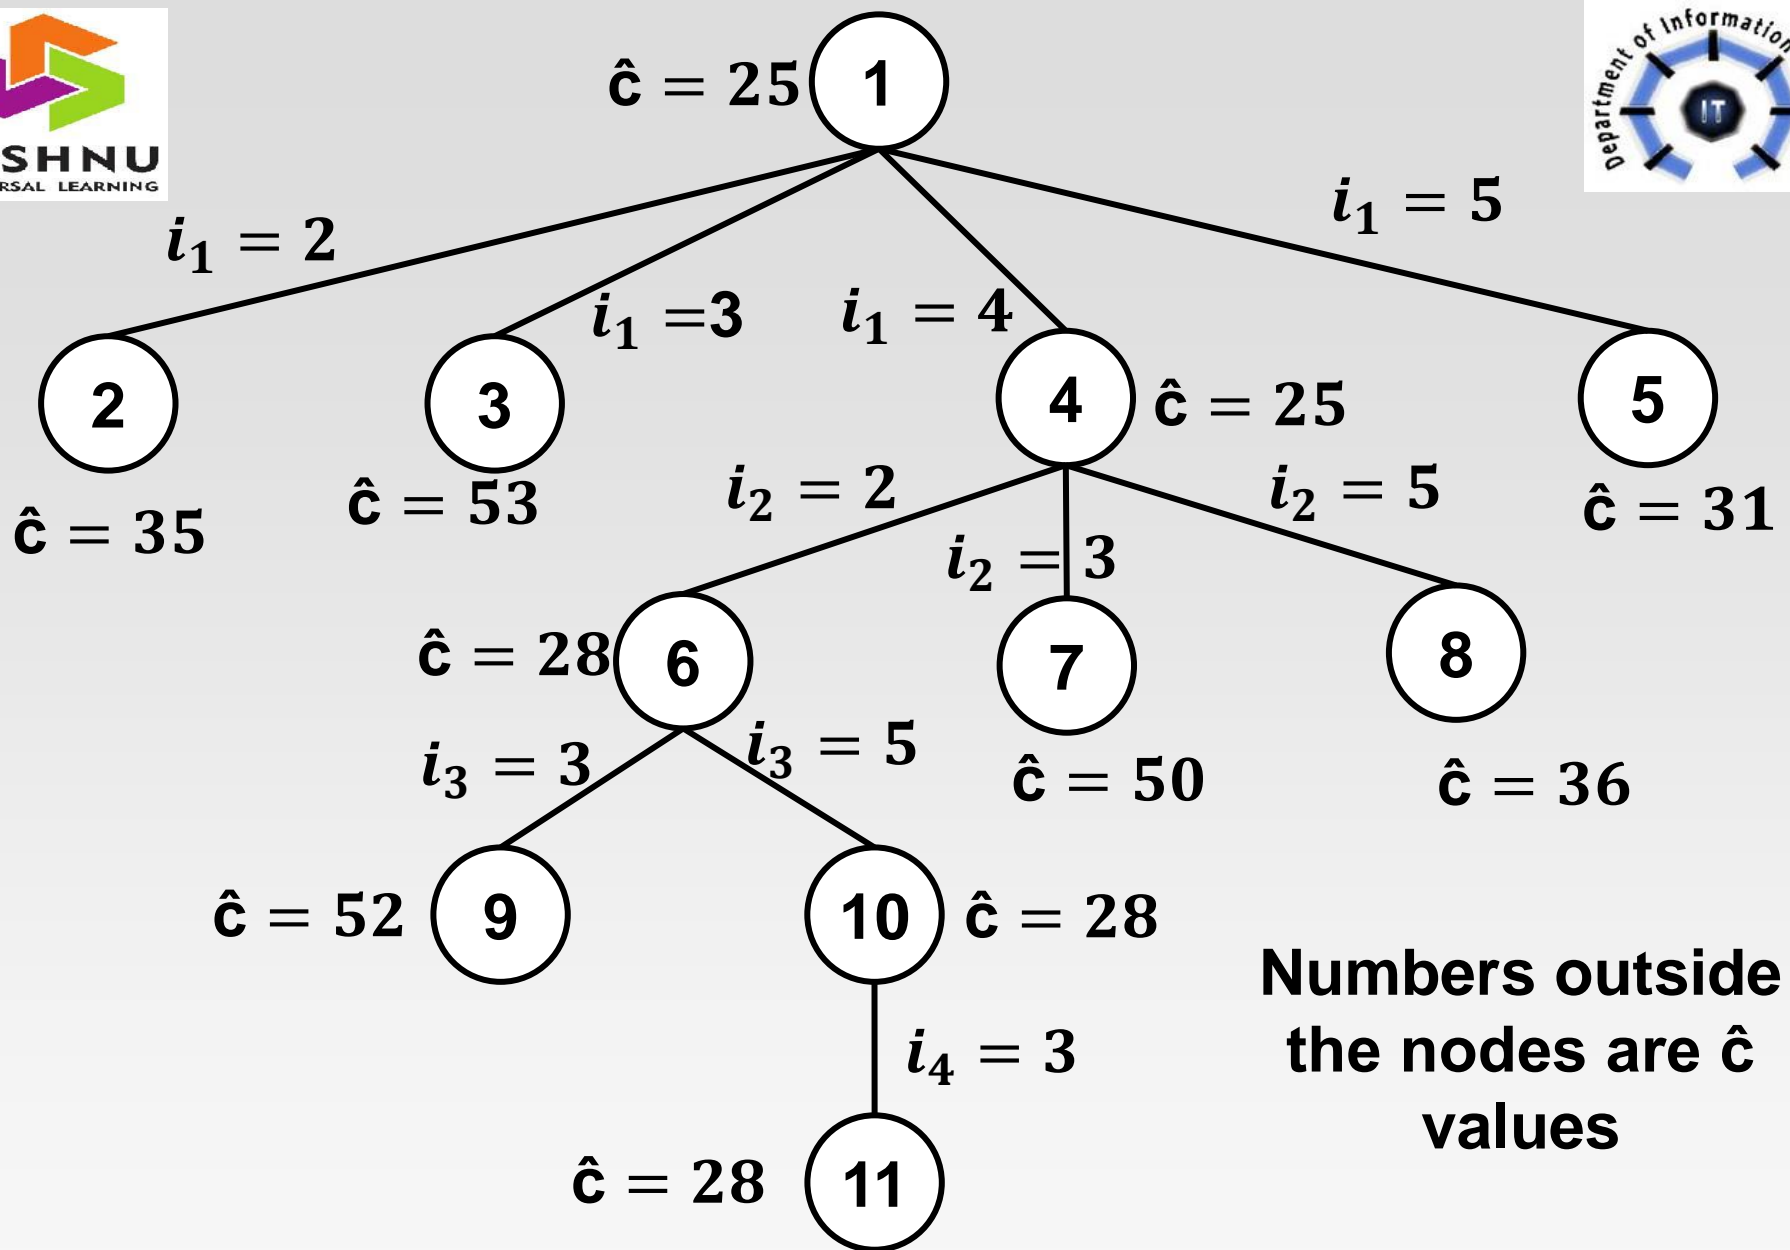 ĉ = 25
1
Department of Information
IT
SHNU
RSAL LEARNING
i₁ = 2
i₁ =3
i₁ = 4
i₁ = 5
2
3
4
ĉ = 25
5
ĉ = 35
ĉ = 53
i₂ = 2
i₂ = 3
i₂ = 5
ĉ = 31
ĉ = 28
6
7
8
i₃ = 3
i₃ = 5
ĉ = 50
ĉ = 36
ĉ = 52
9
10
ĉ = 28
i₄ = 3
ĉ = 28
11
Numbers outside
the nodes are ĉ
values